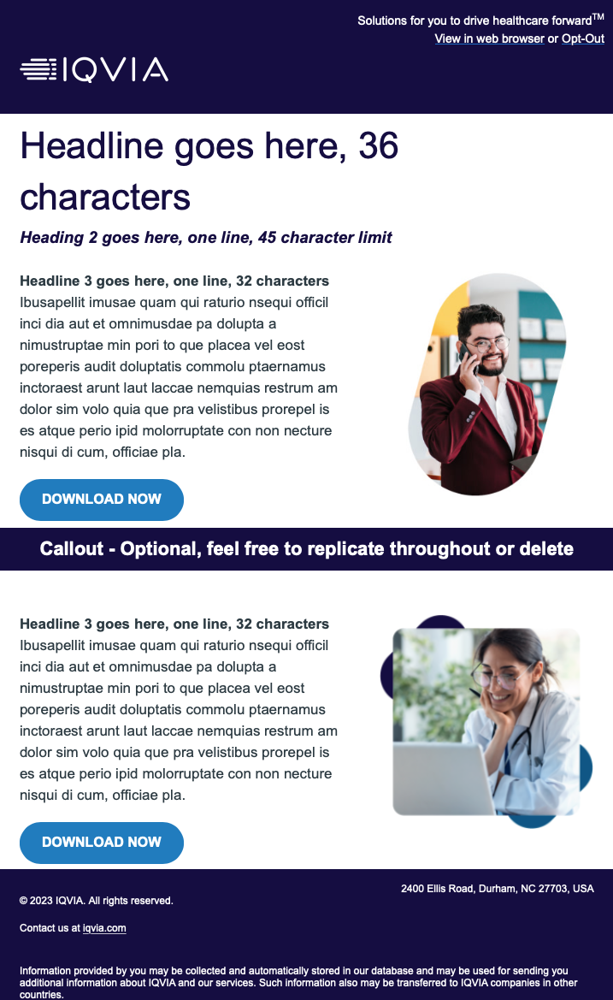 Solutions for you to drive healthcare forward™
View in web browser or Opt-Out
IQVIA
Headline goes here, 36
characters
Heading 2 goes here, one line, 45 character limit
Headline 3 goes here, one line, 32 characters
Ibusapellit imusae quam qui raturio nsequi officil
inci dia aut et omnimusdae pa dolupta a
nimustruptae min pori to que placea vel eost
poreperis audit doluptatis commolu ptaernamus
inctoraest arunt laut laccae nemquias restrum am
dolor sim volo quia que pra velistibus prorepel is
es atque perio ipid molorruptate con non necture
nisqui di cum, officiae pla.
DOWNLOAD NOW
Callout - Optional, feel free to replicate throughout or delete
Headline 3 goes here, one line, 32 characters
Ibusapellit imusae quam qui raturio nsequi officil
inci dia aut et omnimusdae pa dolupta a
nimustruptae min pori to que placea vel eost
poreperis audit doluptatis commolu ptaernamus
inctoraest arunt laut laccae nemquias restrum am
dolor sim volo quia que pra velistibus prorepel is
es atque perio ipid molorruptate con non necture
nisqui di cum, officiae pla.
DOWNLOAD NOW
2400 Ellis Road, Durham, NC 27703, USA
© 2023 IQVIA. All rights reserved.
Contact us at iqvia.com
Information provided by you may be collected and automatically stored in our database and may be used for sending you
additional information about IQVIA and our services. Such information also may be transferred to IQVIA companies in other
countries.